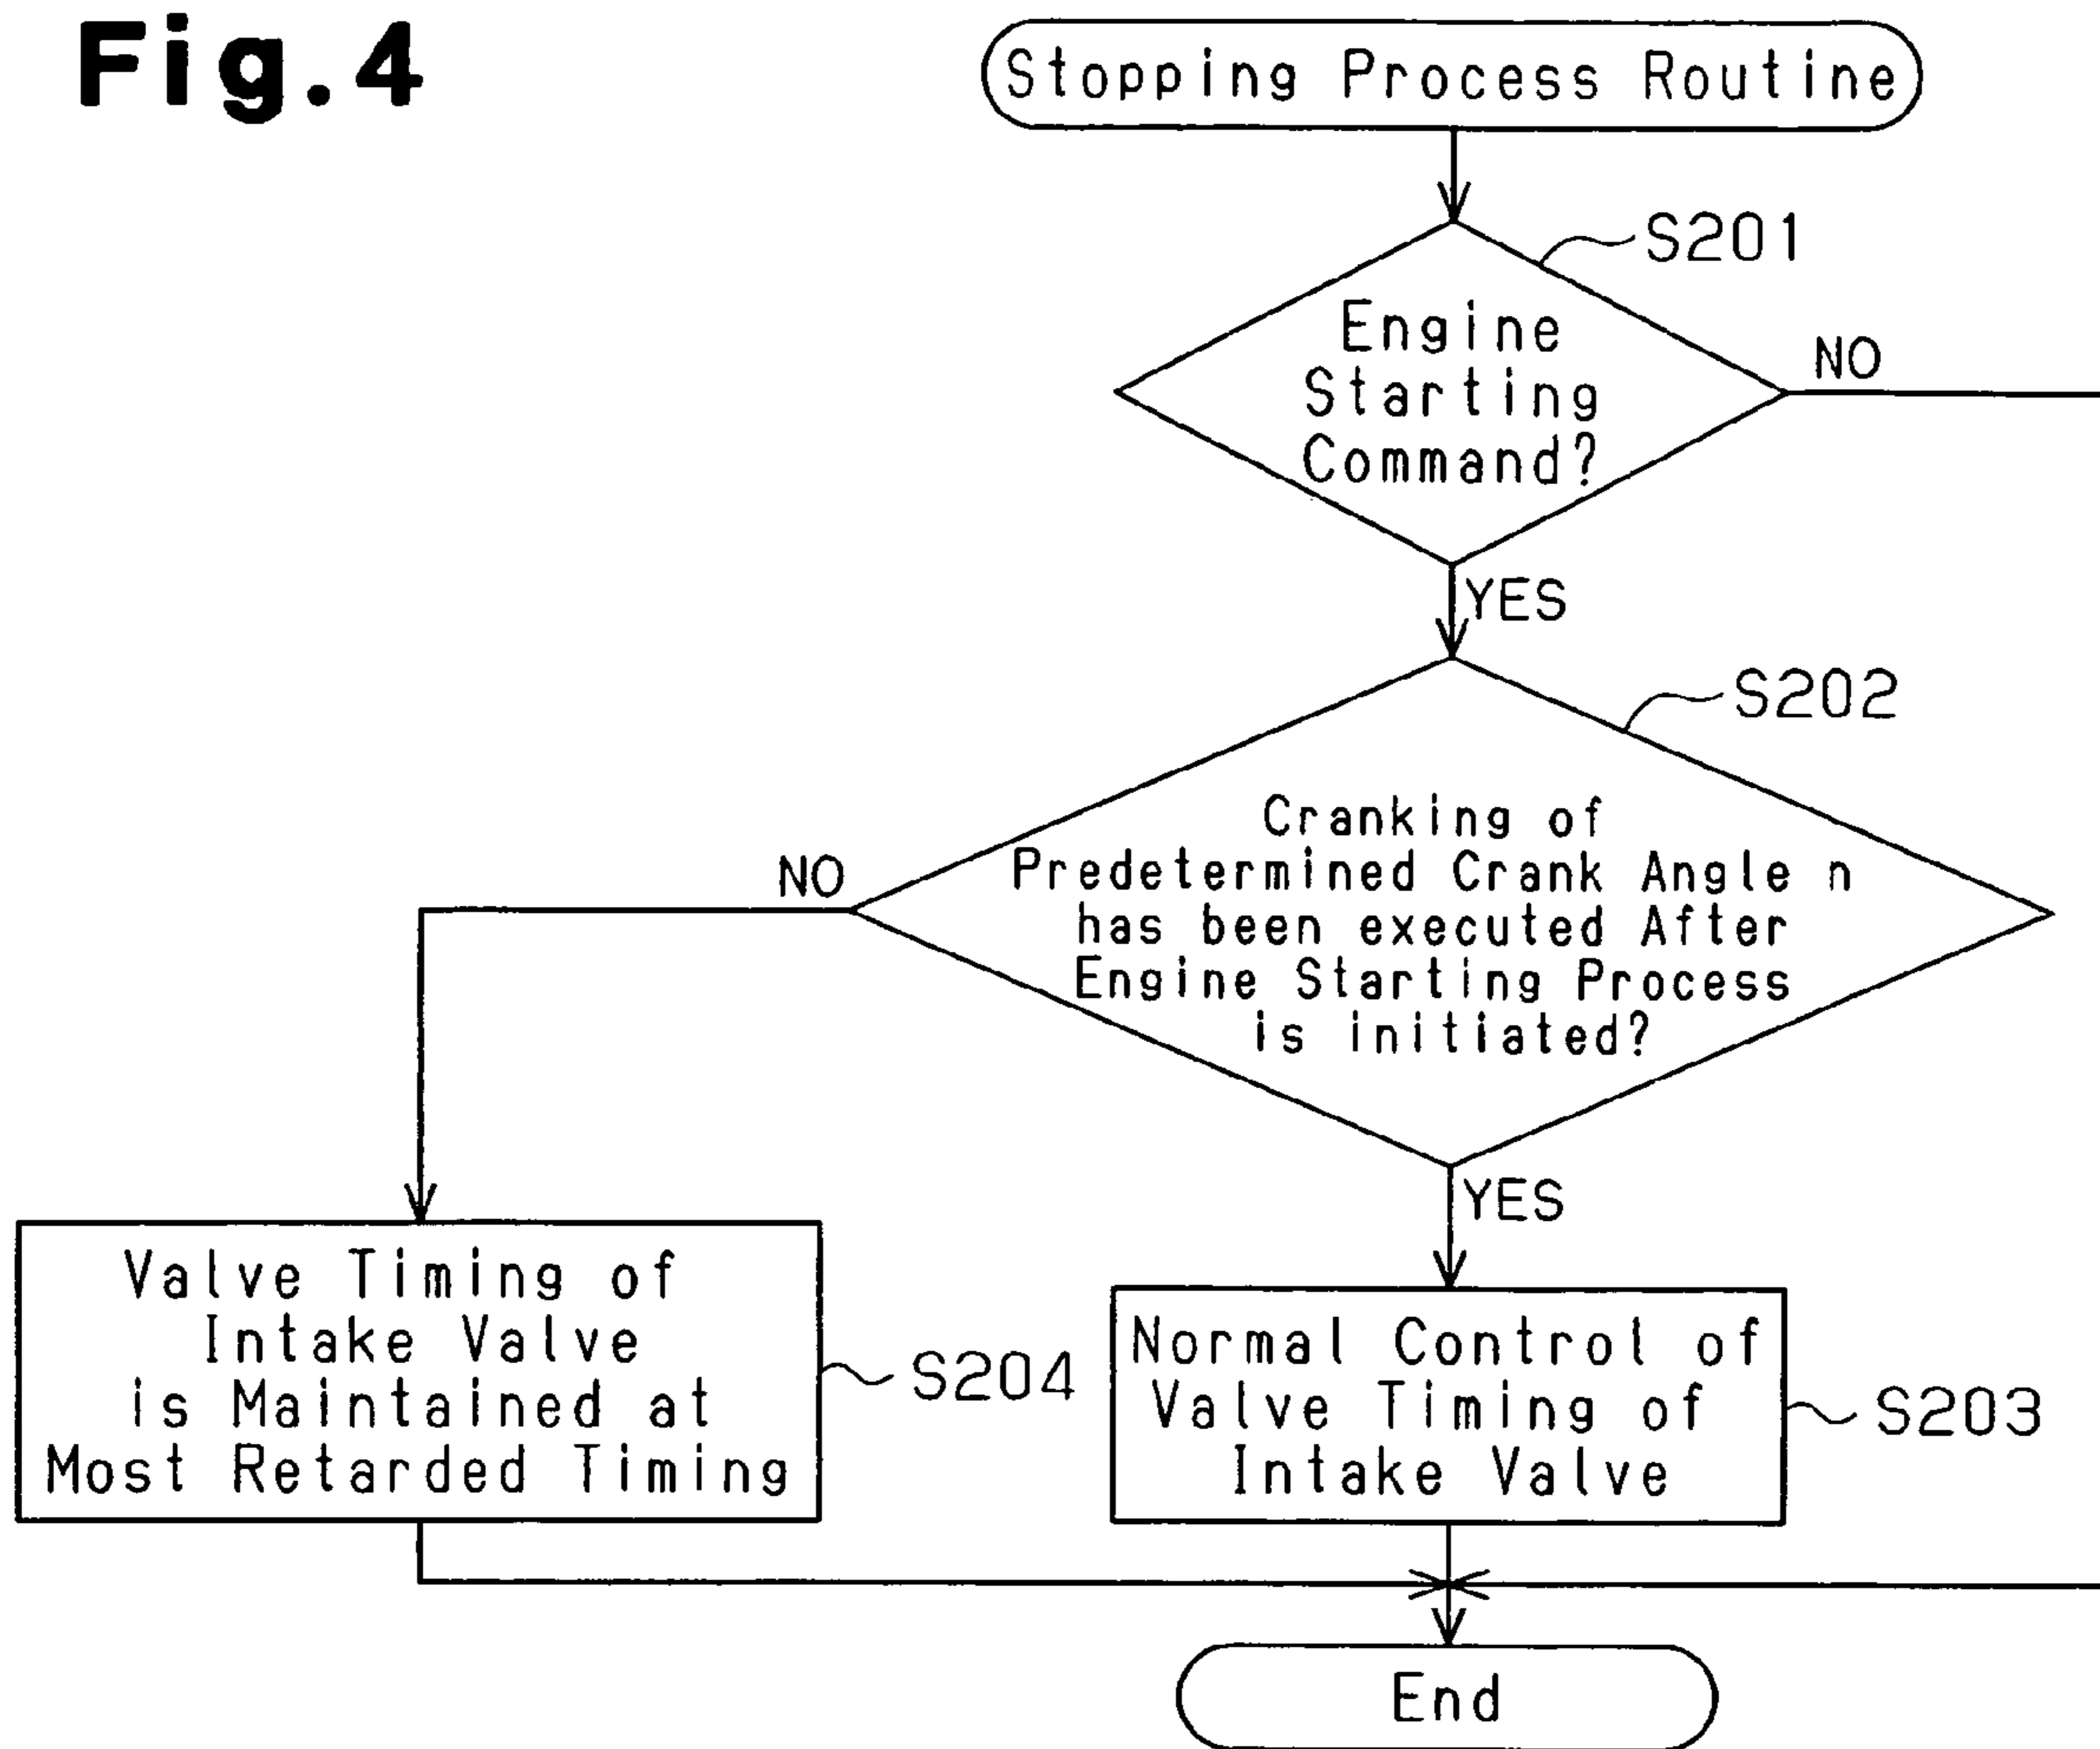 Fig.4
Stopping Process Routine
S201
Engine
Starting
Command?
NO
YES
S202
Cranking of
Predetermined Crank Angle n
has been executed After
Engine Starting Process
is initiated?
NO
YES
Valve Timing of
Intake Valve
is Maintained at
Most Retarded Timing
S204
Normal Control of
Valve Timing of
Intake Valve
S203
End